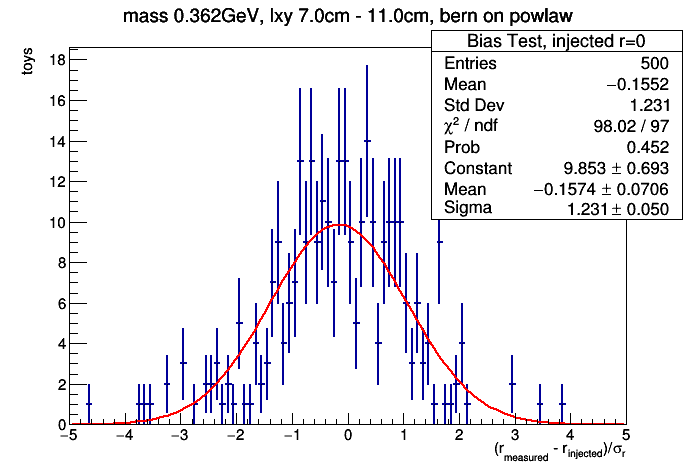 mass 0.362GeV, lxy 7.0cm - 11.0cm, bern on powlaw
Bias Test, injected r=0
Entries 500
Mean −0.1552
Std Dev 1.231
χ² / ndf 98.02 / 97
Prob 0.452
Constant 9.853 ± 0.693
Mean −0.1574 ± 0.0706
Sigma 1.231 ± 0.050
toys
18
16
14
12
10
8
6
4
2
0
−5 −4 −3 −2 −1 0 1 2 3 4 5
(r_measured - r_injected)/σ_r